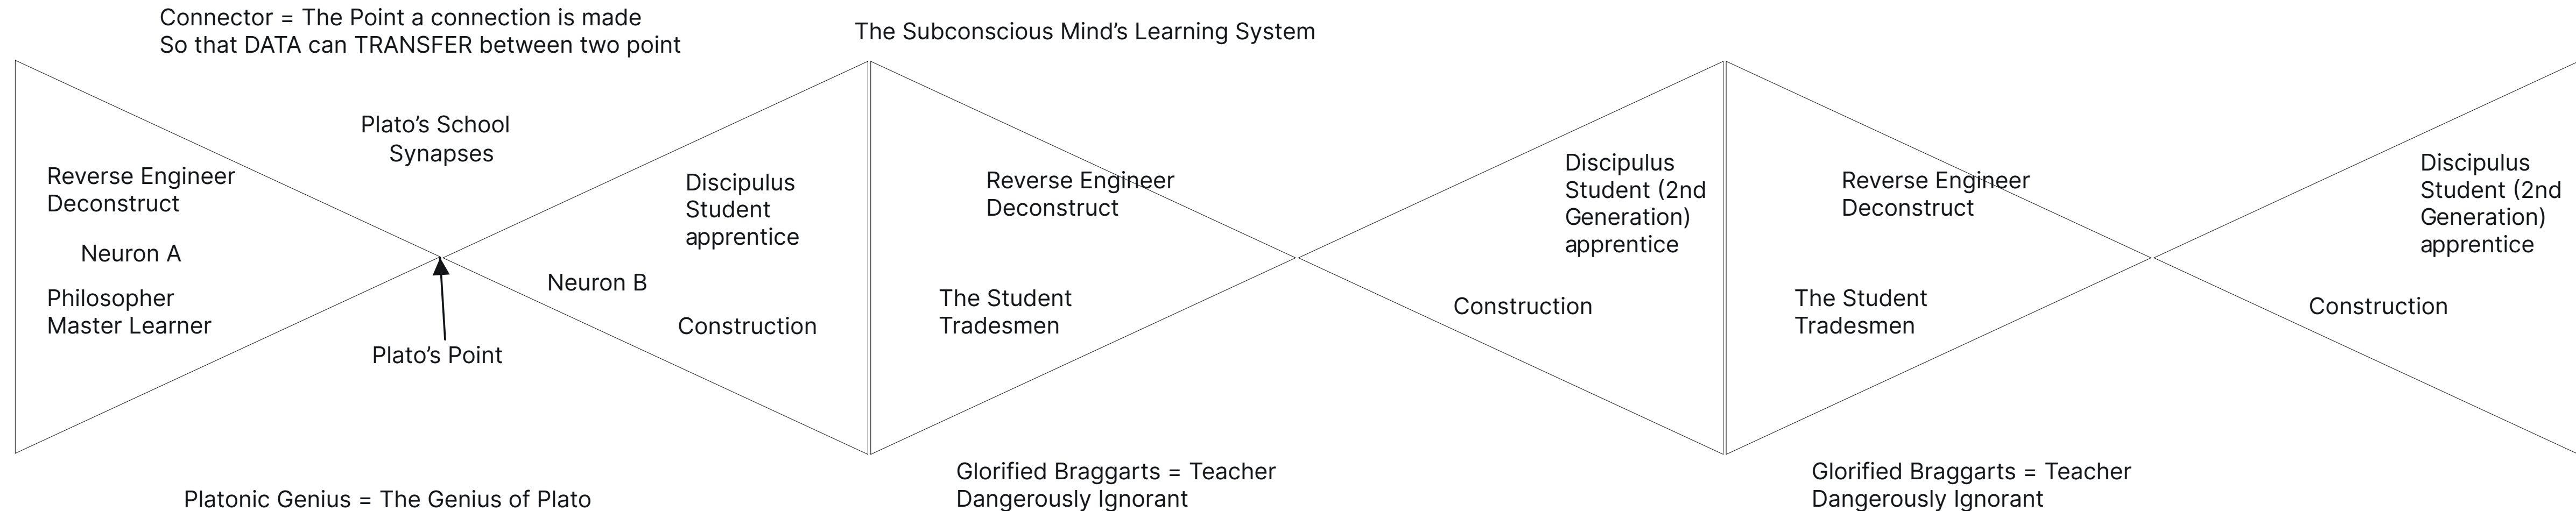 Connector = The Point a connection is made
So that DATA can TRANSFER between two point
The Subconscious Mind’s Learning System
Plato’s School
Synapses
Reverse Engineer
Deconstruct
Neuron A
Philosopher
Master Learner
Discipulus
Student
apprentice
Neuron B
Construction
Plato’s Point
Platonic Genius = The Genius of Plato
Reverse Engineer
Deconstruct
The Student
Tradesmen
Discipulus
Student (2nd
Generation)
apprentice
Construction
Glorified Braggarts = Teacher
Dangerously Ignorant
Reverse Engineer
Deconstruct
The Student
Tradesmen
Discipulus
Student (2nd
Generation)
apprentice
Construction
Glorified Braggarts = Teacher
Dangerously Ignorant